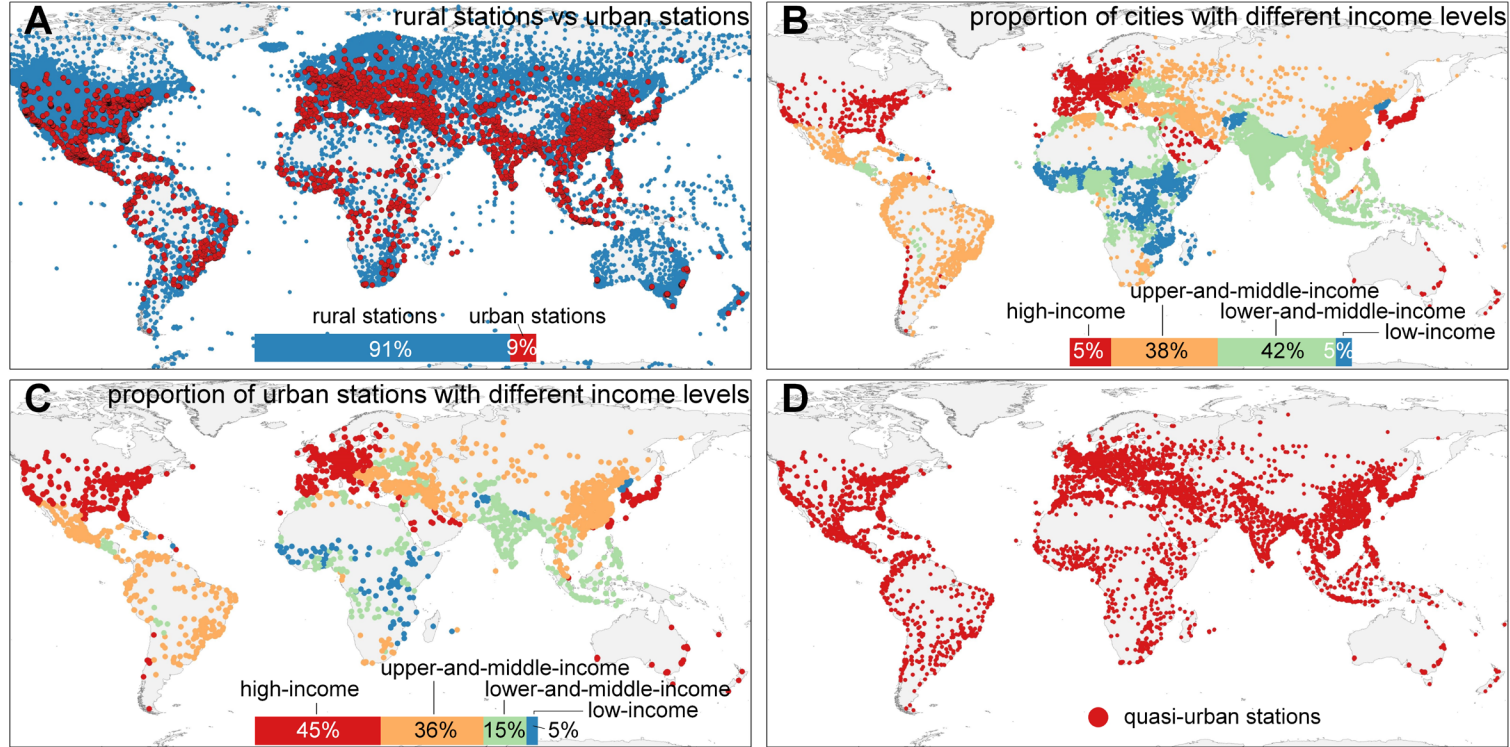 A
rural stations vs urban stations
rural stations
urban stations
91%
9%
B
proportion of cities with different income levels
upper-and-middle-income
high-income
lower-and-middle-income
low-income
5%
38%
42%
5%
C
proportion of urban stations with different income levels
upper-and-middle-income
high-income
lower-and-middle-income
low-income
45%
36%
15%
5%
D
quasi-urban stations